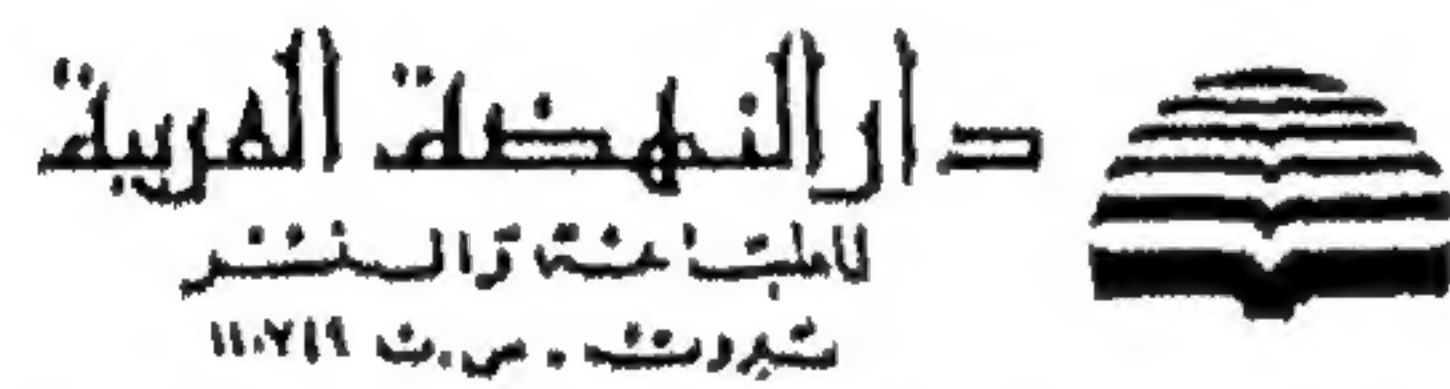 دار النهضة العربية
للطباعة والنشر
بيروت . ص.ب ١١٠٧٤٩